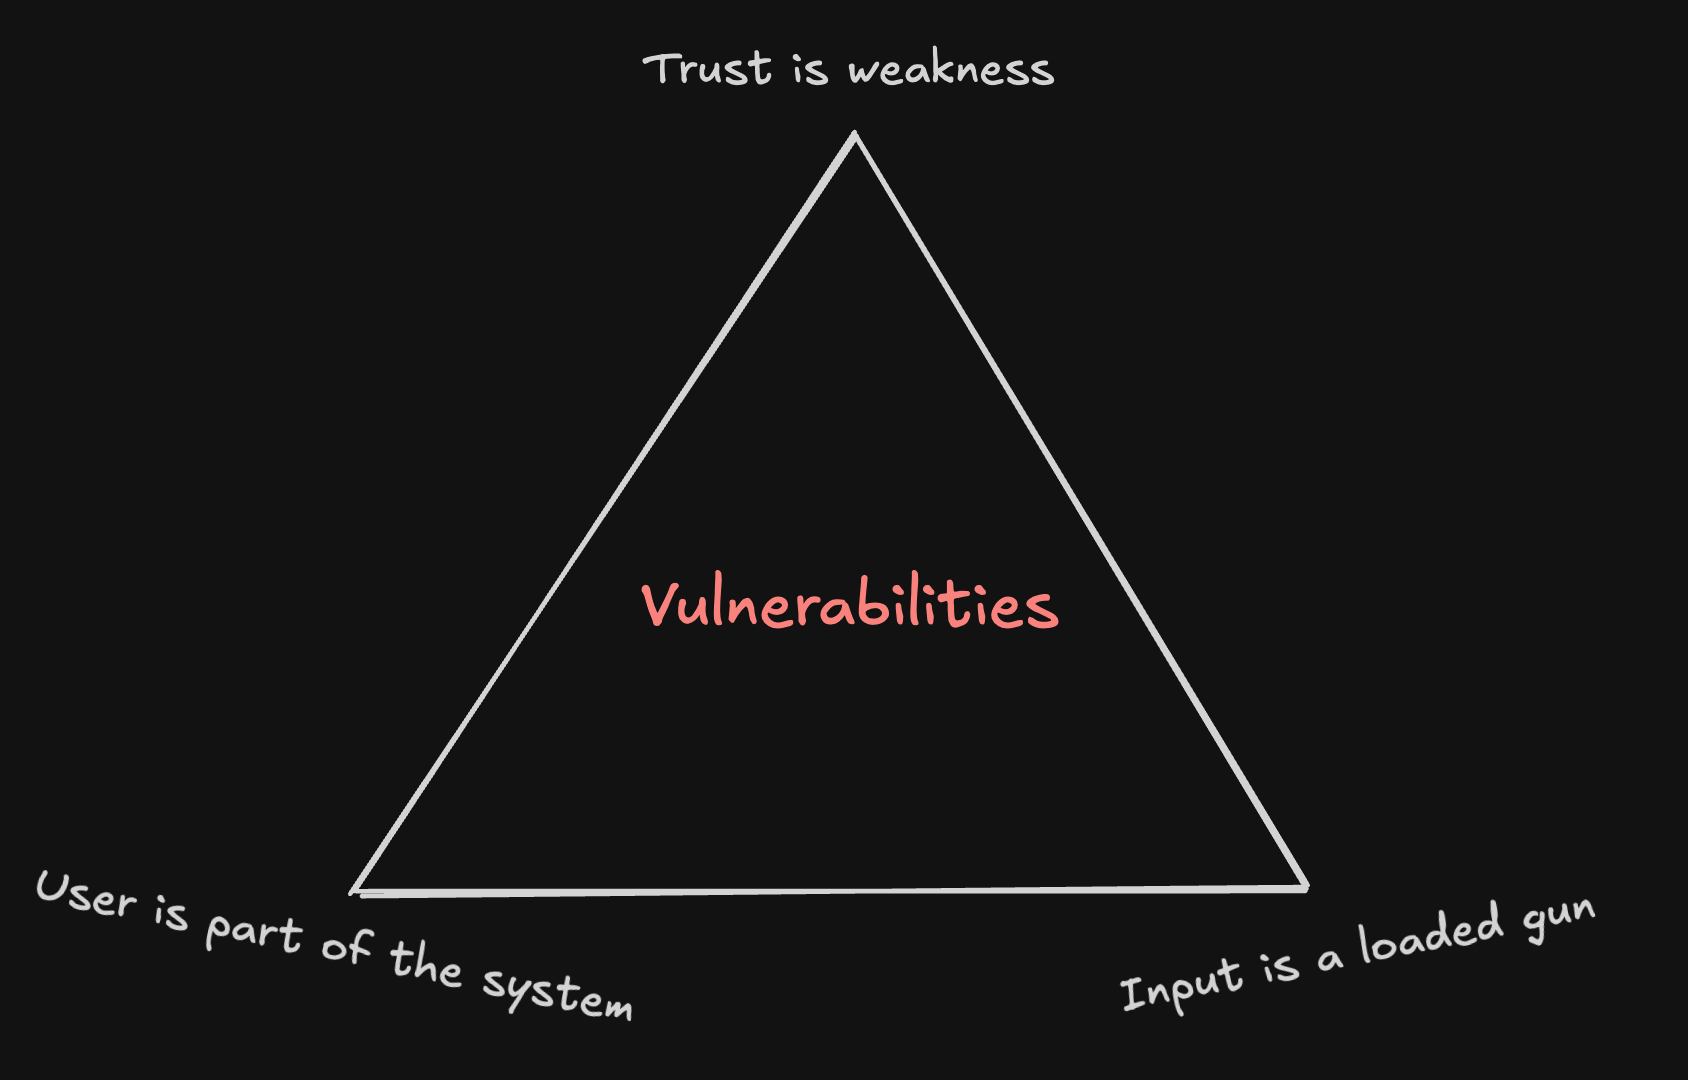 Trust is weakness
Vulnerabilities
User is part of the system
Input is a loaded gun